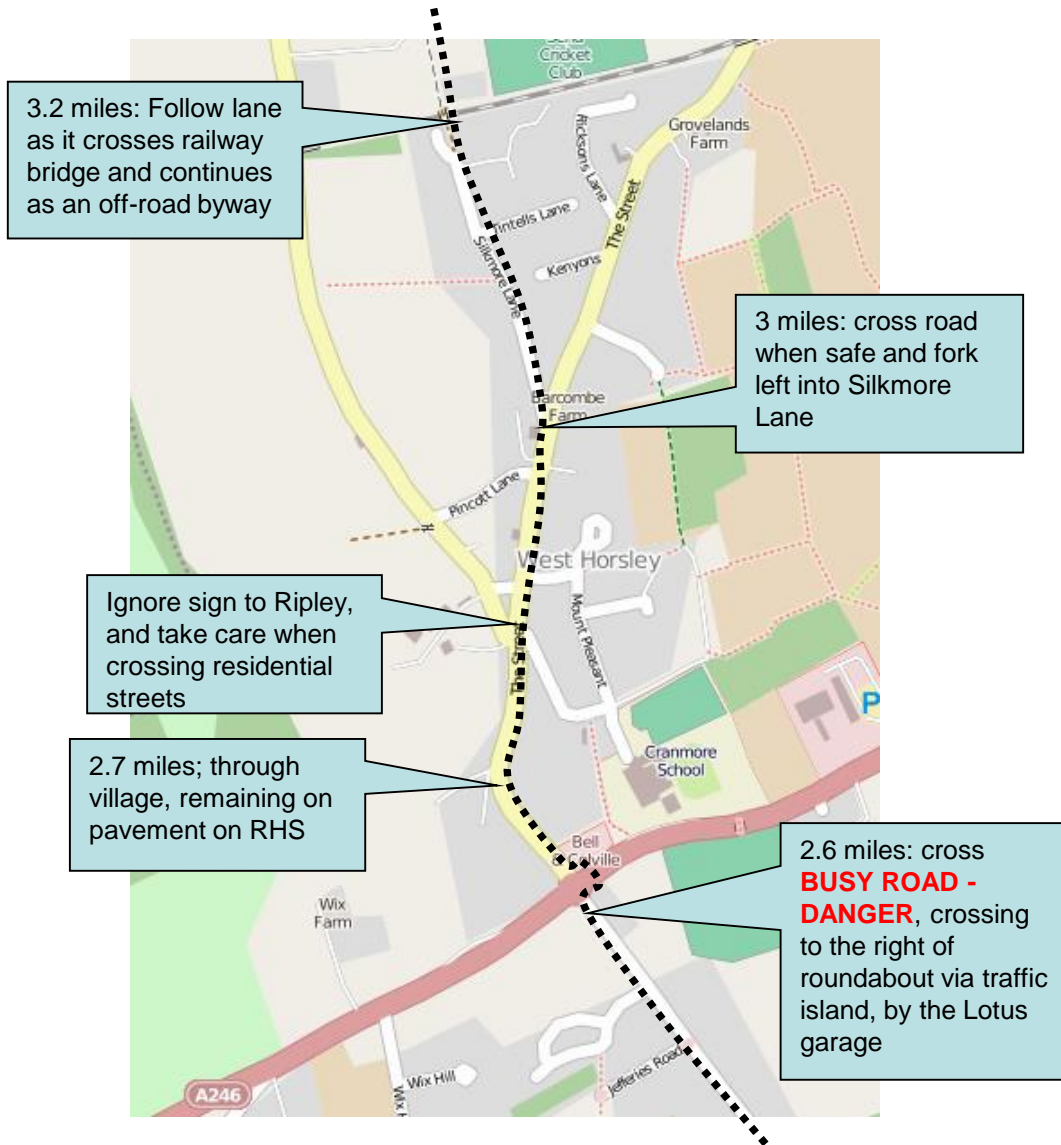 Send
Cricket
Club
3.2 miles: Follow lane
as it crosses railway
bridge and continues
as an off-road byway
Ricksons Lane
Grovelands
Farm
The Street
Tintells Lane
Silkmore Lane
Kenyons
3 miles: cross road
when safe and fork
left into Silkmore
Lane
Barcombe
Farm
Pincott Lane
West Horsley
Ignore sign to Ripley,
and take care when
crossing residential
streets
The Street
Mount Pleasant
P
2.7 miles; through
village, remaining on
pavement on RHS
Cranmore
School
Bell
& Colville
2.6 miles: cross
BUSY ROAD -
DANGER, crossing
to the right of
roundabout via traffic
island, by the Lotus
garage
Wix
Farm
Jefferies Road
Wix Hill
Wix H
A246